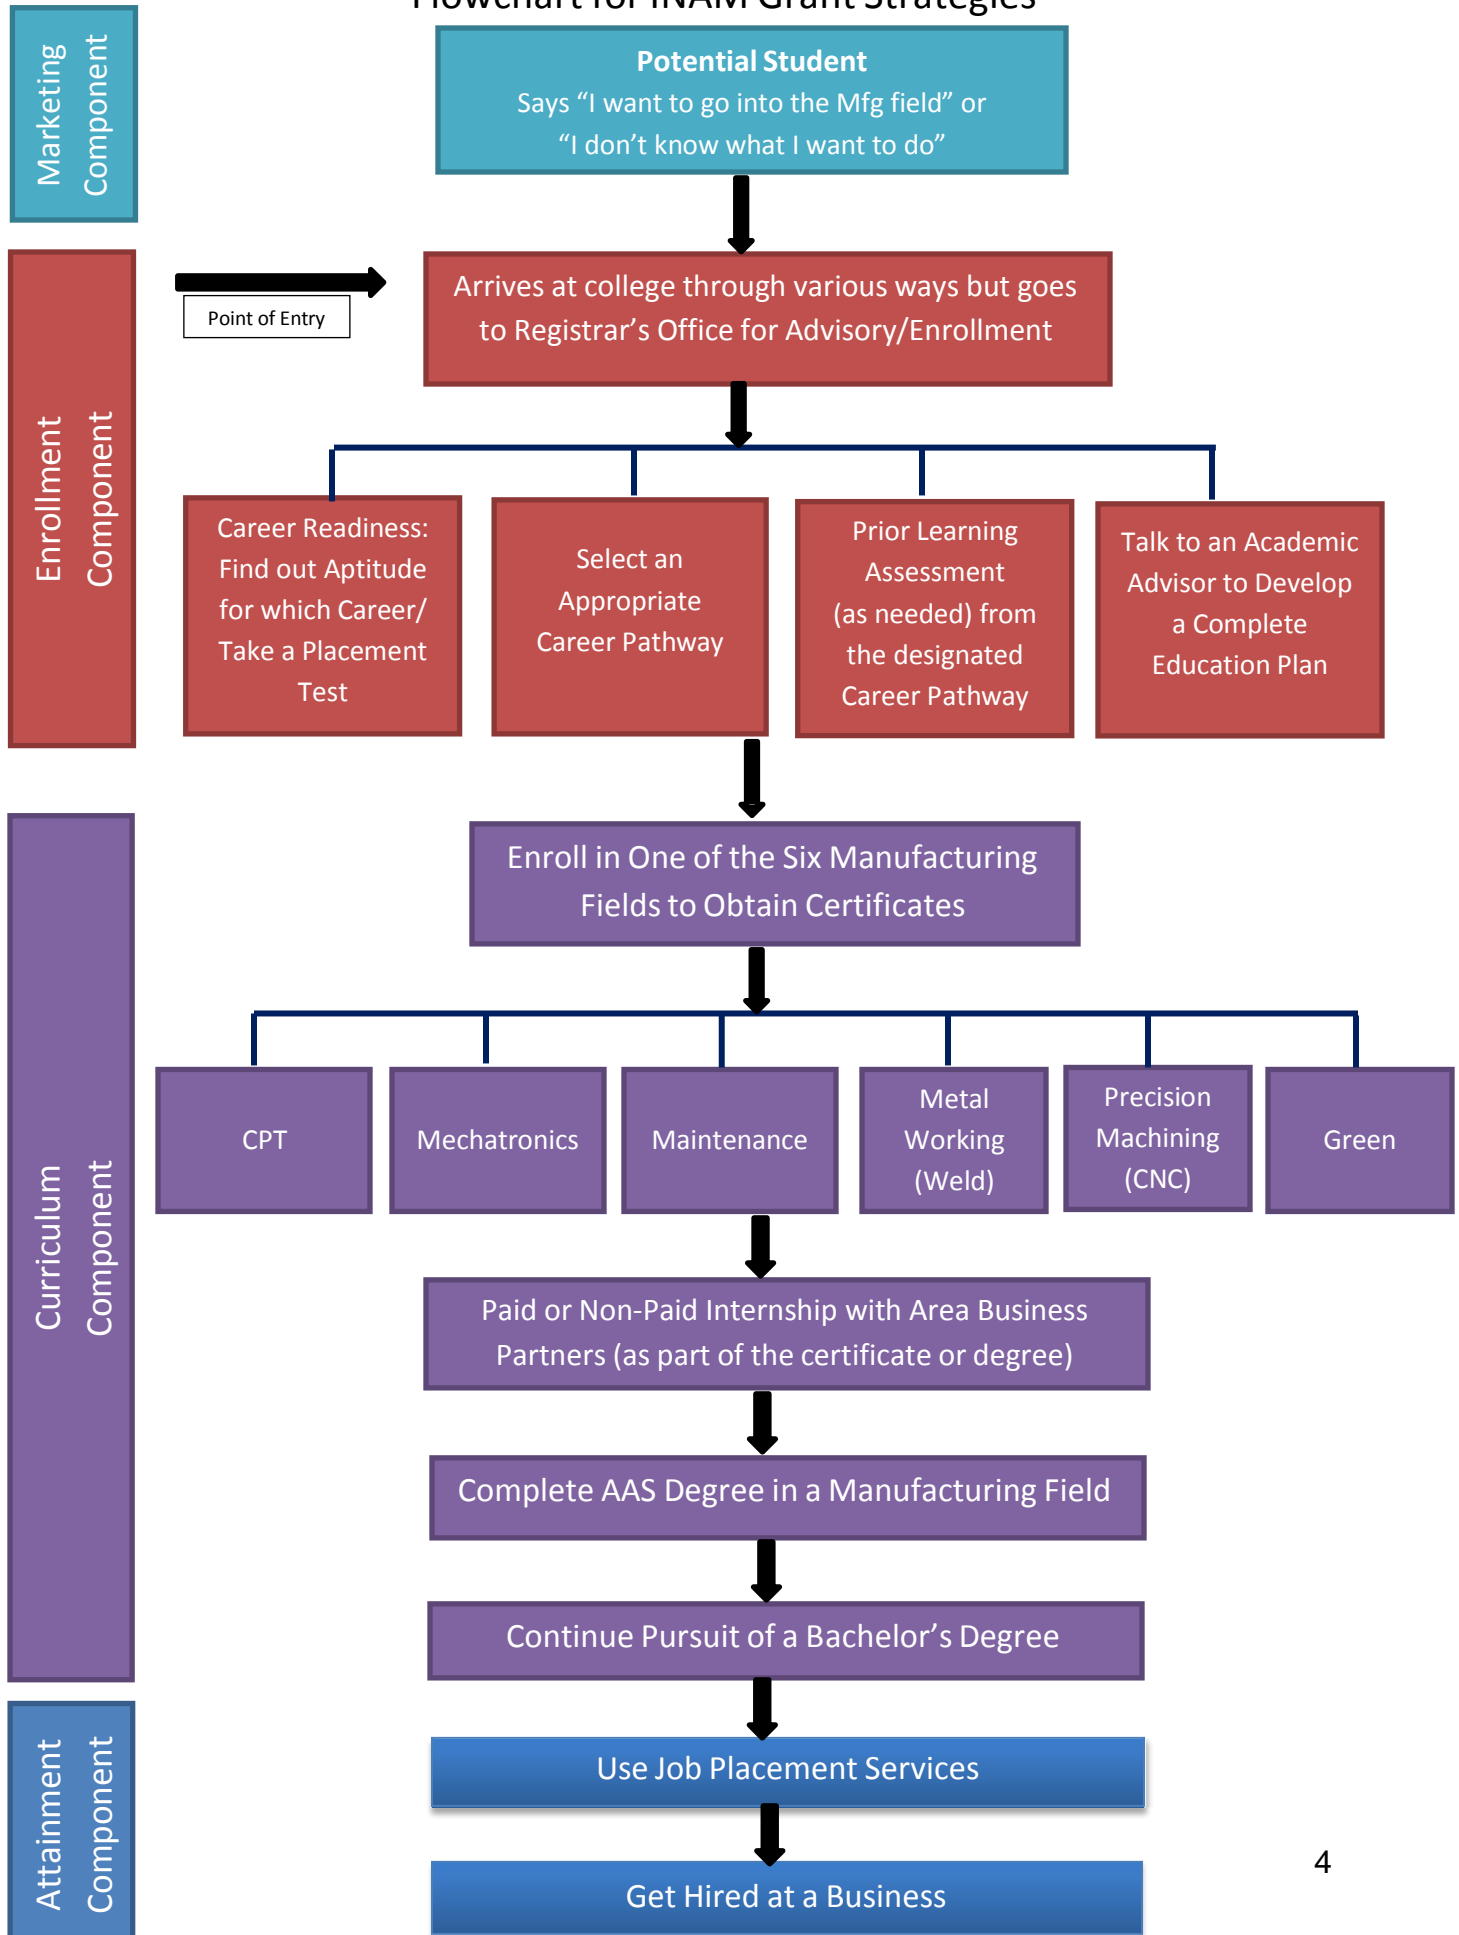 Flowchart for INAM Grant Strategies
Marketing
Component
Potential Student
Says “I want to go into the Mfg field” or
“I don’t know what I want to do”
Enrollment
Component
Point of Entry
Arrives at college through various ways but goes
to Registrar’s Office for Advisory/Enrollment
Career Readiness:
Find out Aptitude
for which Career/
Take a Placement
Test
Select an
Appropriate
Career Pathway
Prior Learning
Assessment
(as needed) from
the designated
Career Pathway
Talk to an Academic
Advisor to Develop
a Complete
Education Plan
Curriculum
Component
Enroll in One of the Six Manufacturing
Fields to Obtain Certificates
CPT
Mechatronics
Maintenance
Metal
Working
(Weld)
Precision
Machining
(CNC)
Green
Paid or Non-Paid Internship with Area Business
Partners (as part of the certificate or degree)
Complete AAS Degree in a Manufacturing Field
Continue Pursuit of a Bachelor’s Degree
Attainment
Component
Use Job Placement Services
Get Hired at a Business
4